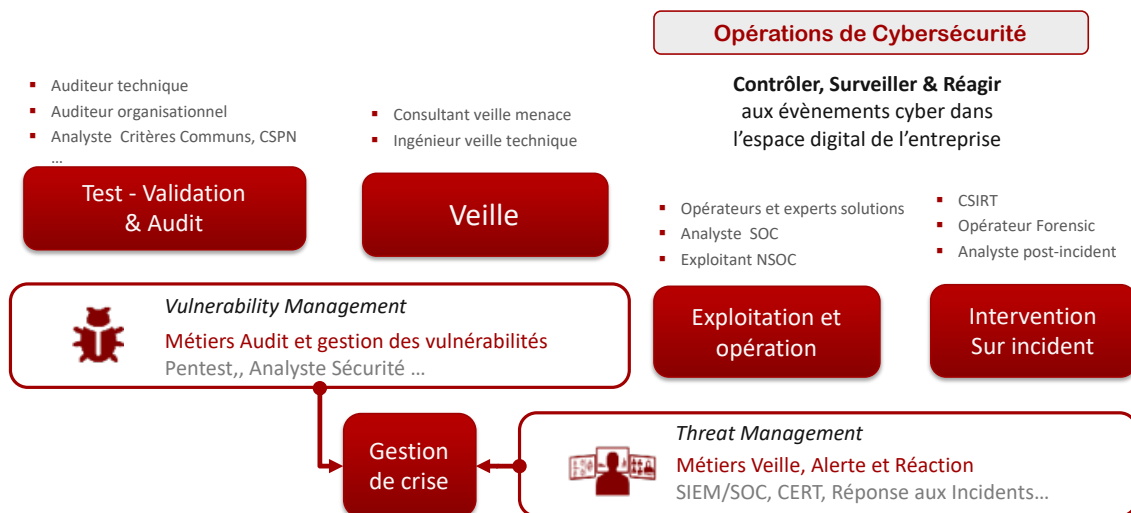 Opérations de Cybersécurité
Contrôler, Surveiller & Réagir
aux évènements cyber dans
l'espace digital de l'entreprise
▪ Auditeur technique
▪ Auditeur organisationnel
▪ Analyste Critères Communs, CSPN
...
Test - Validation
& Audit
▪ Consultant veille menace
▪ Ingénieur veille technique
Veille
▪ Opérateurs et experts solutions
▪ Analyste SOC
▪ Exploitant NSOC
Exploitation et
opération
▪ CSIRT
▪ Opérateur Forensic
▪ Analyste post-incident
Intervention
Sur incident
Vulnerability Management
Métiers Audit et gestion des vulnérabilités
Pentest,, Analyste Sécurité ...
Gestion
de crise
Threat Management
Métiers Veille, Alerte et Réaction
SIEM/SOC, CERT, Réponse aux Incidents...